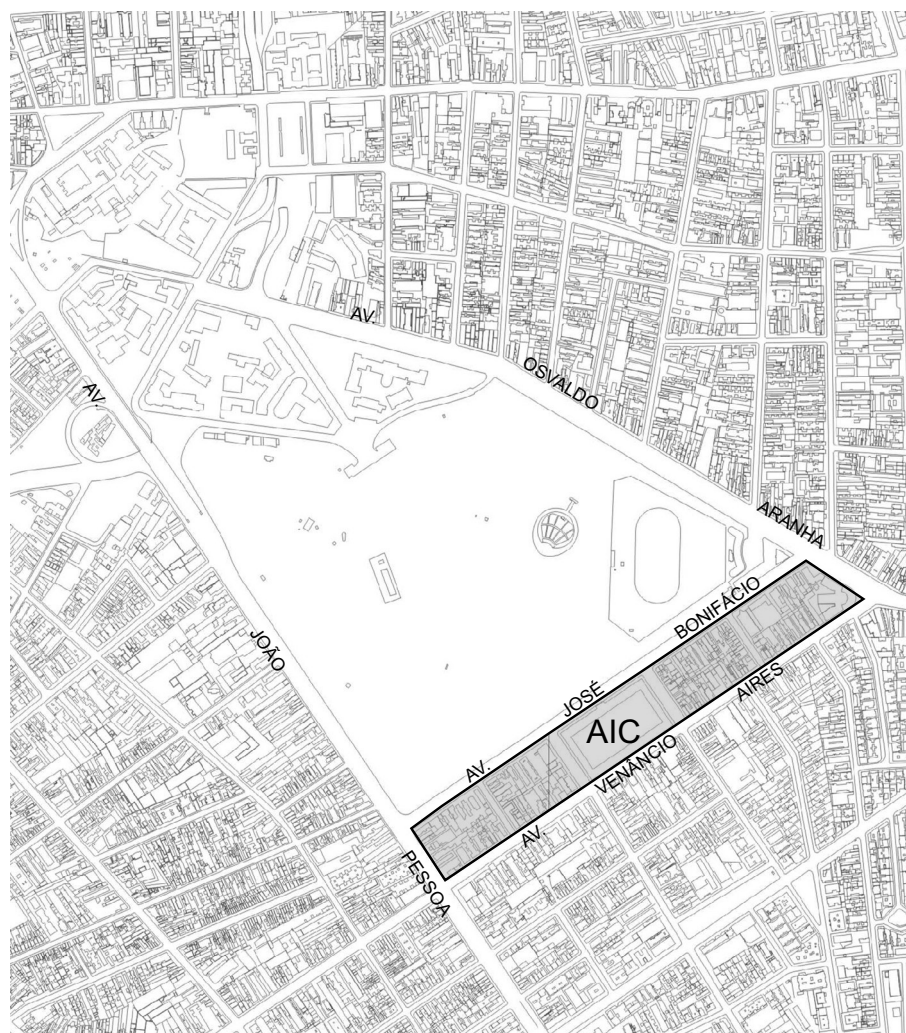 AV.
OSVALDO
ARANHA
AV.
JOÃO
PESSOA
AV.
JOSÉ
BONIFÁCIO
AIC
AV.
VENÂNCIO
AIRES